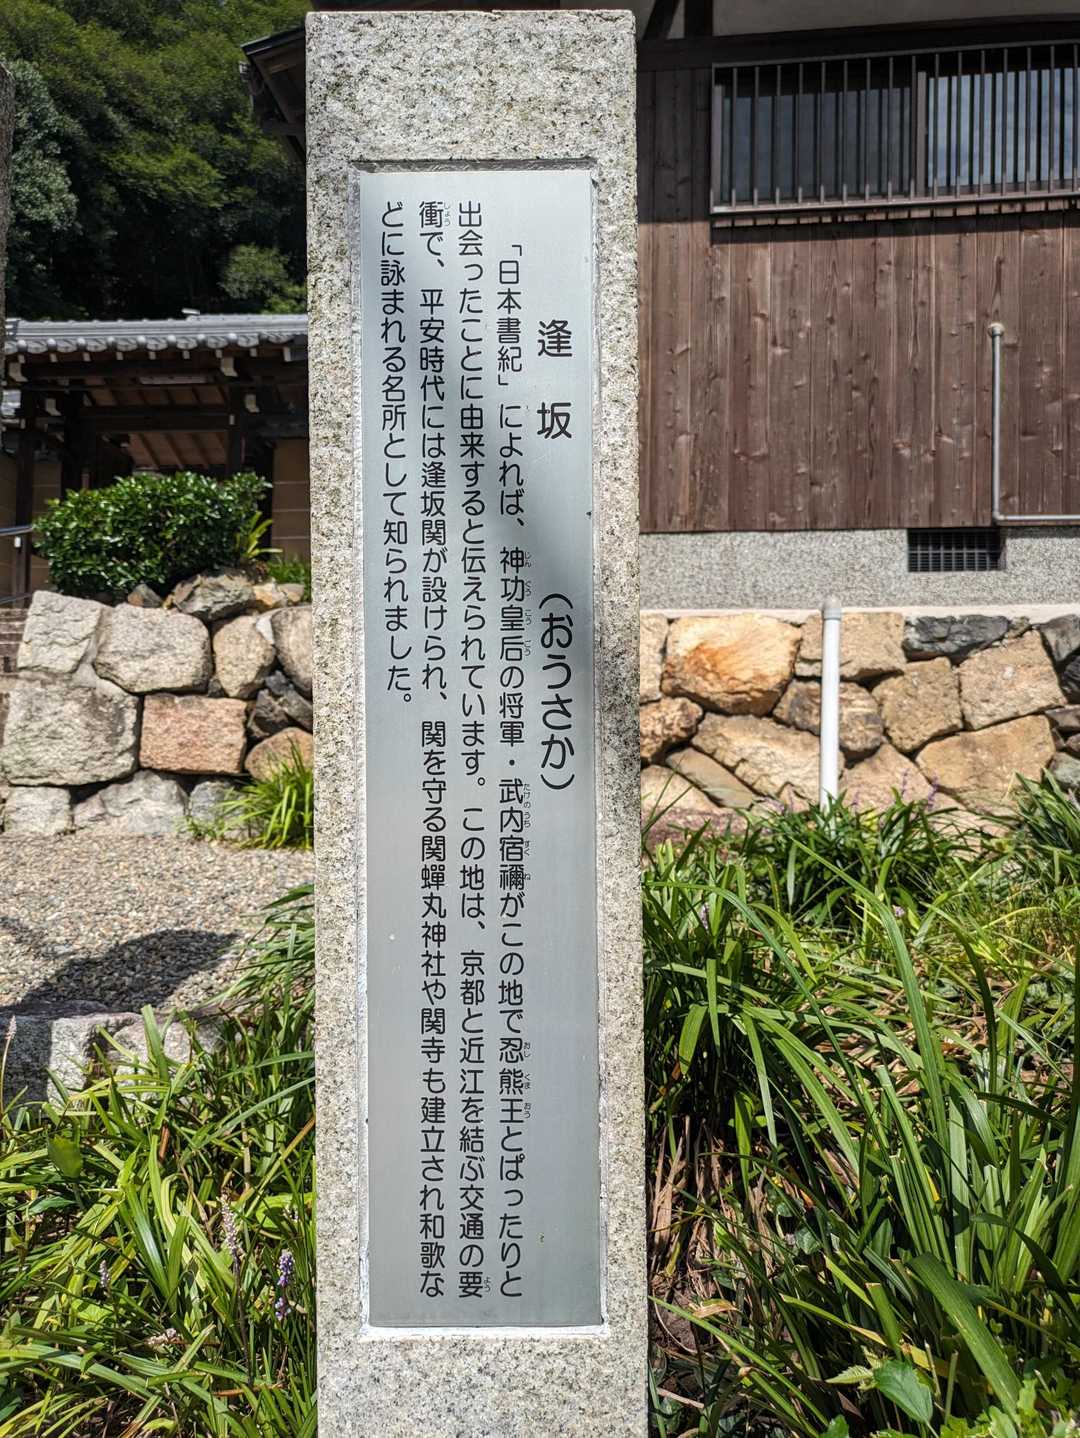 逢坂（おうさか）
「日本書紀」によれば、神功皇后の将軍・武内宿禰がこの地で忍熊王とばったりと
出会ったことに由来すると伝えられています。この地は、京都と近江を結ぶ交通の要
衝で、平安時代には逢坂関が設けられ、関を守る関蟬丸神社や関寺も建立され和歌な
どに詠まれる名所として知られました。